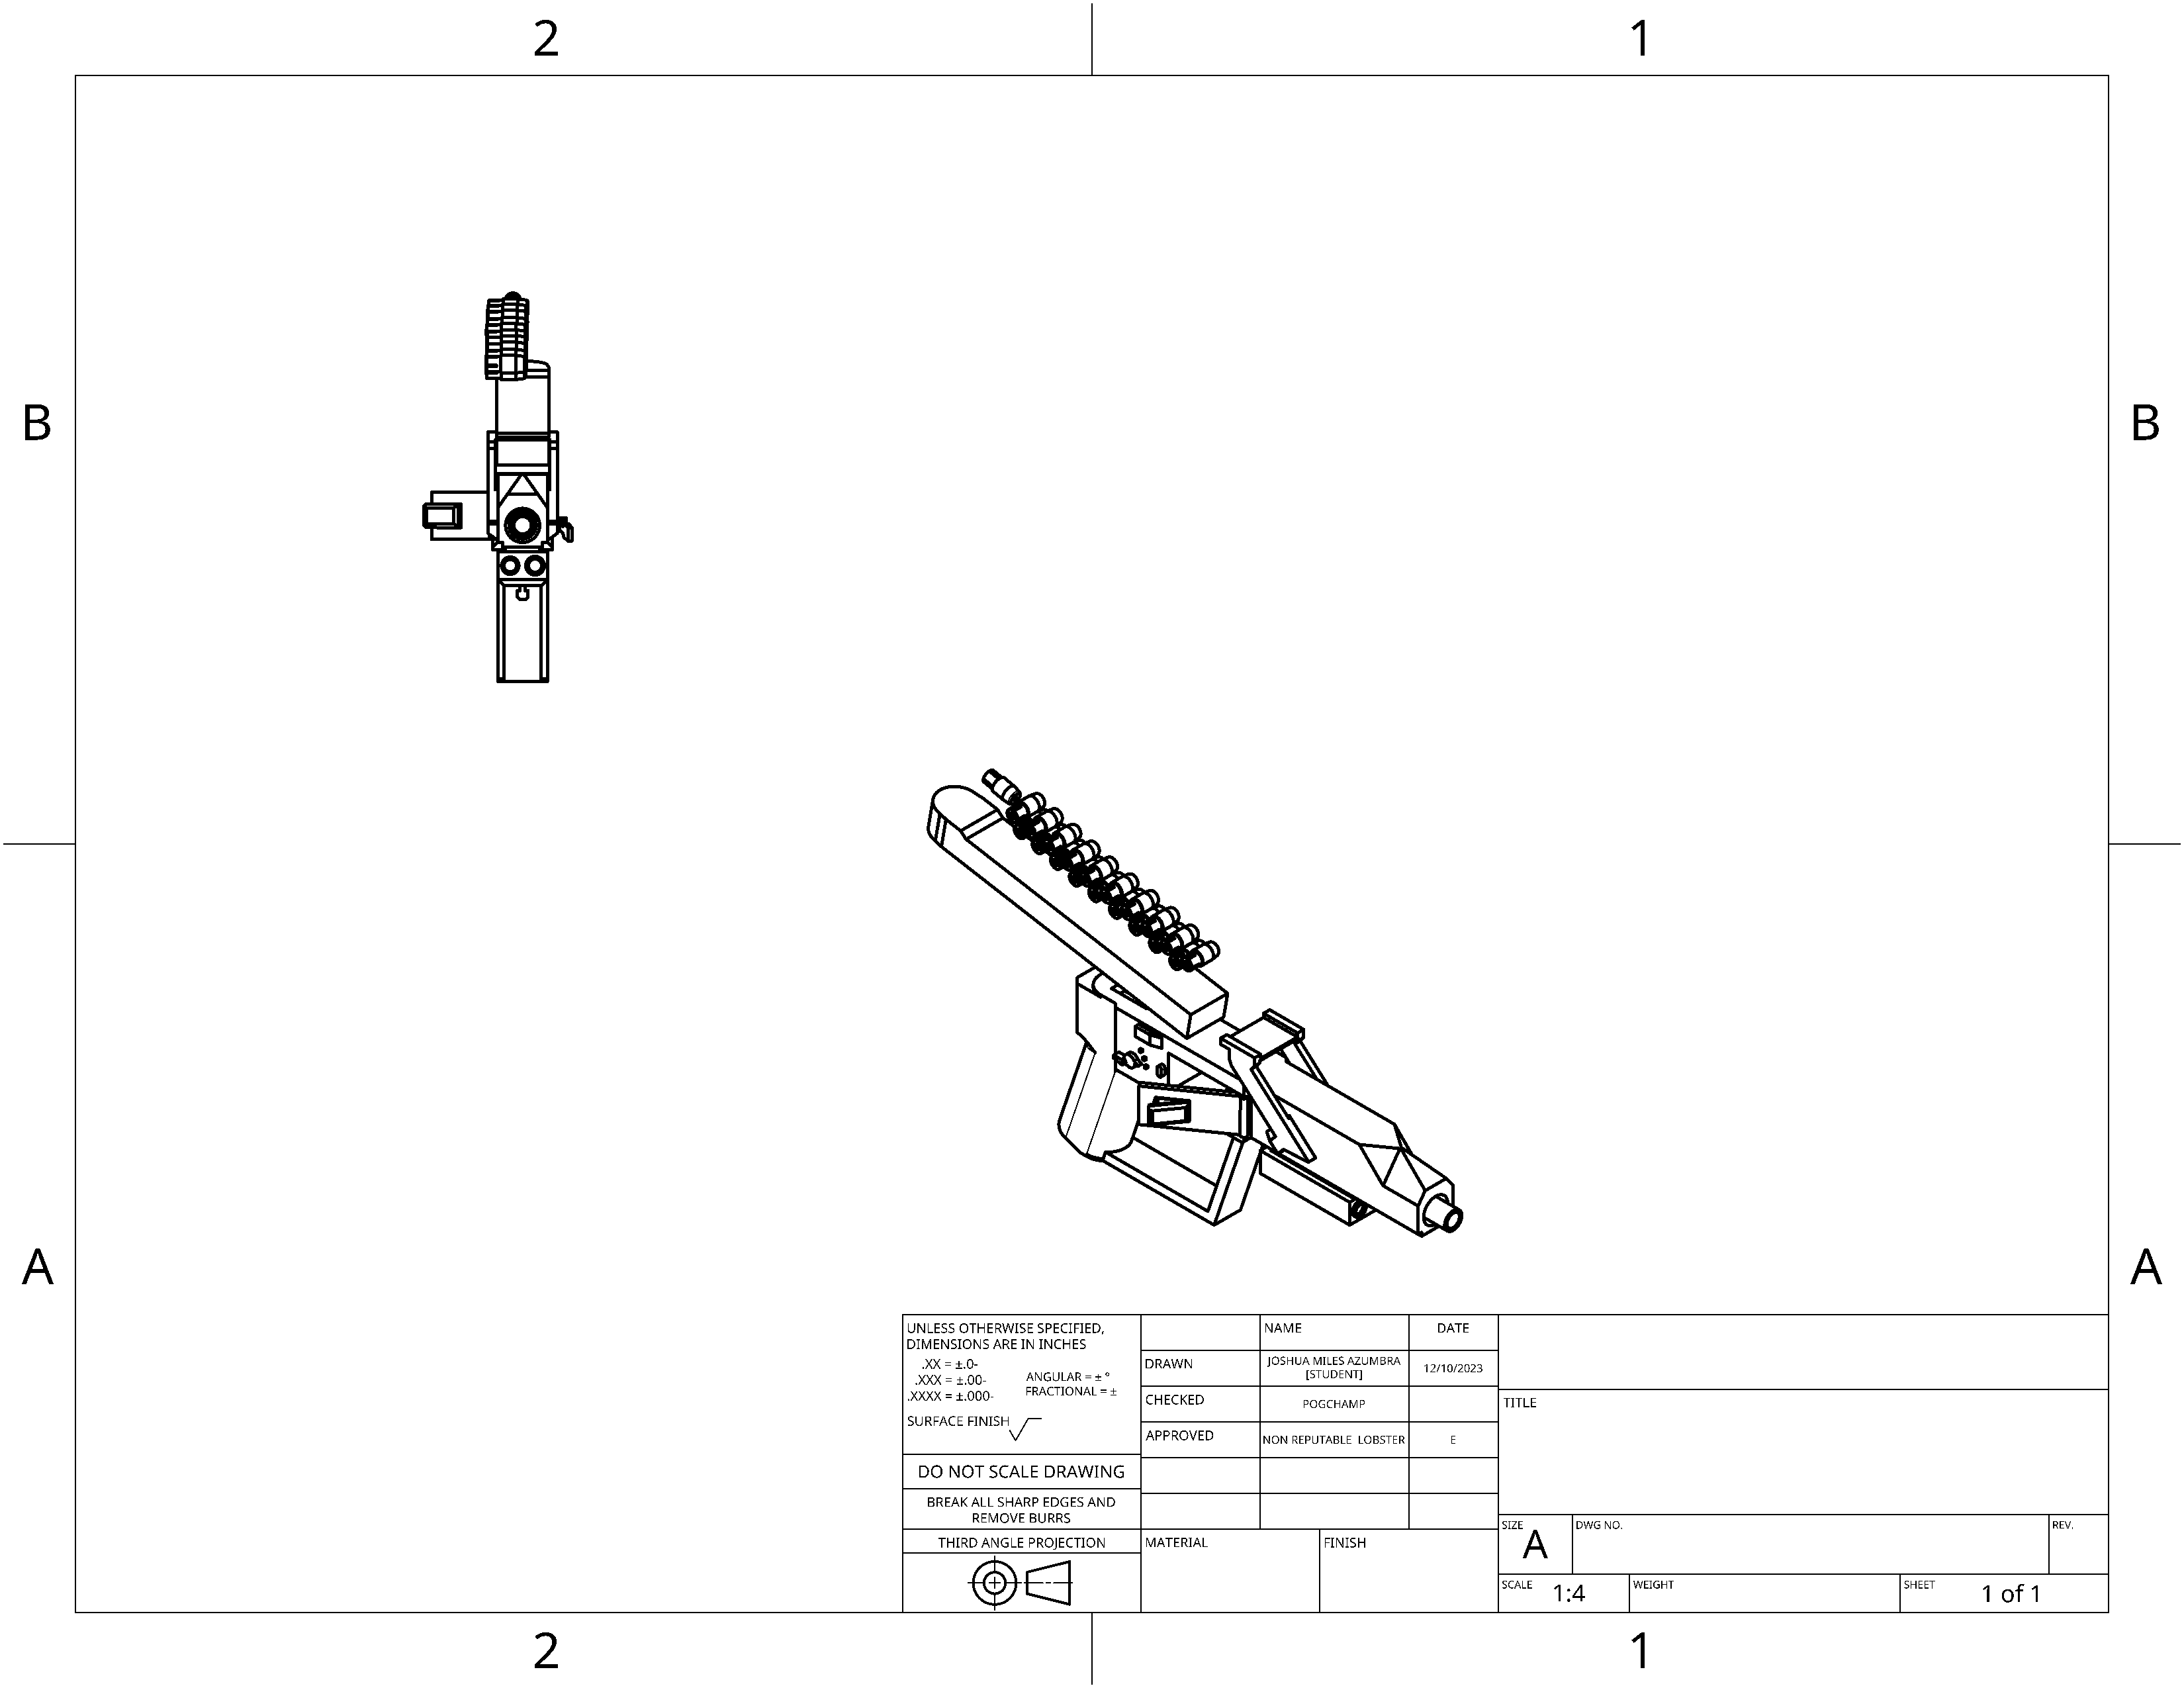 2
1
B
B
A
A
UNLESS OTHERWISE SPECIFIED,
DIMENSIONS ARE IN INCHES
.XX = ±.0-
.XXX = ±.00-
.XXXX = ±.000-
ANGULAR = ± °
FRACTIONAL = ±
SURFACE FINISH
DO NOT SCALE DRAWING
BREAK ALL SHARP EDGES AND
REMOVE BURRS
THIRD ANGLE PROJECTION
NAME
DATE
DRAWN
JOSHUA MILES AZUMBRA
[STUDENT]
12/10/2023
CHECKED
POGCHAMP
APPROVED
NON REPUTABLE LOBSTER
E
MATERIAL
FINISH
TITLE
SIZE
A
DWG NO.
REV.
SCALE
1:4
WEIGHT
SHEET
1 of 1
2
1